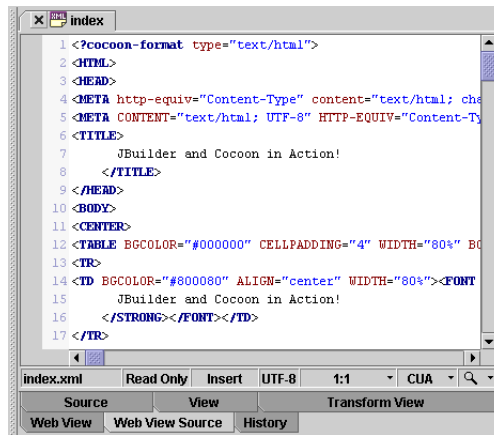 index
1 <?cocoon-format type="text/html">
2 <HTML>
3 <HEAD>
4 <META http-equiv="Content-Type" content="text/html; cha
5 <META CONTENT="text/html; UTF-8" HTTP-EQUIV="Content-Ty
6 <TITLE>
7 JBuilder and Cocoon in Action!
8 </TITLE>
9 </HEAD>
10 <BODY>
11 <CENTER>
12 <TABLE BGCOLOR="#000000" CELLPADDING="4" WIDTH="80%" BO
13 <TR>
14 <TD BGCOLOR="#800080" ALIGN="center" WIDTH="80%"><FONT
15 JBuilder and Cocoon in Action!
16 </STRONG></FONT></TD>
17 </TR>
index.xml Read Only Insert UTF-8 1:1 CUA
Source View Transform View
Web View Web View Source History